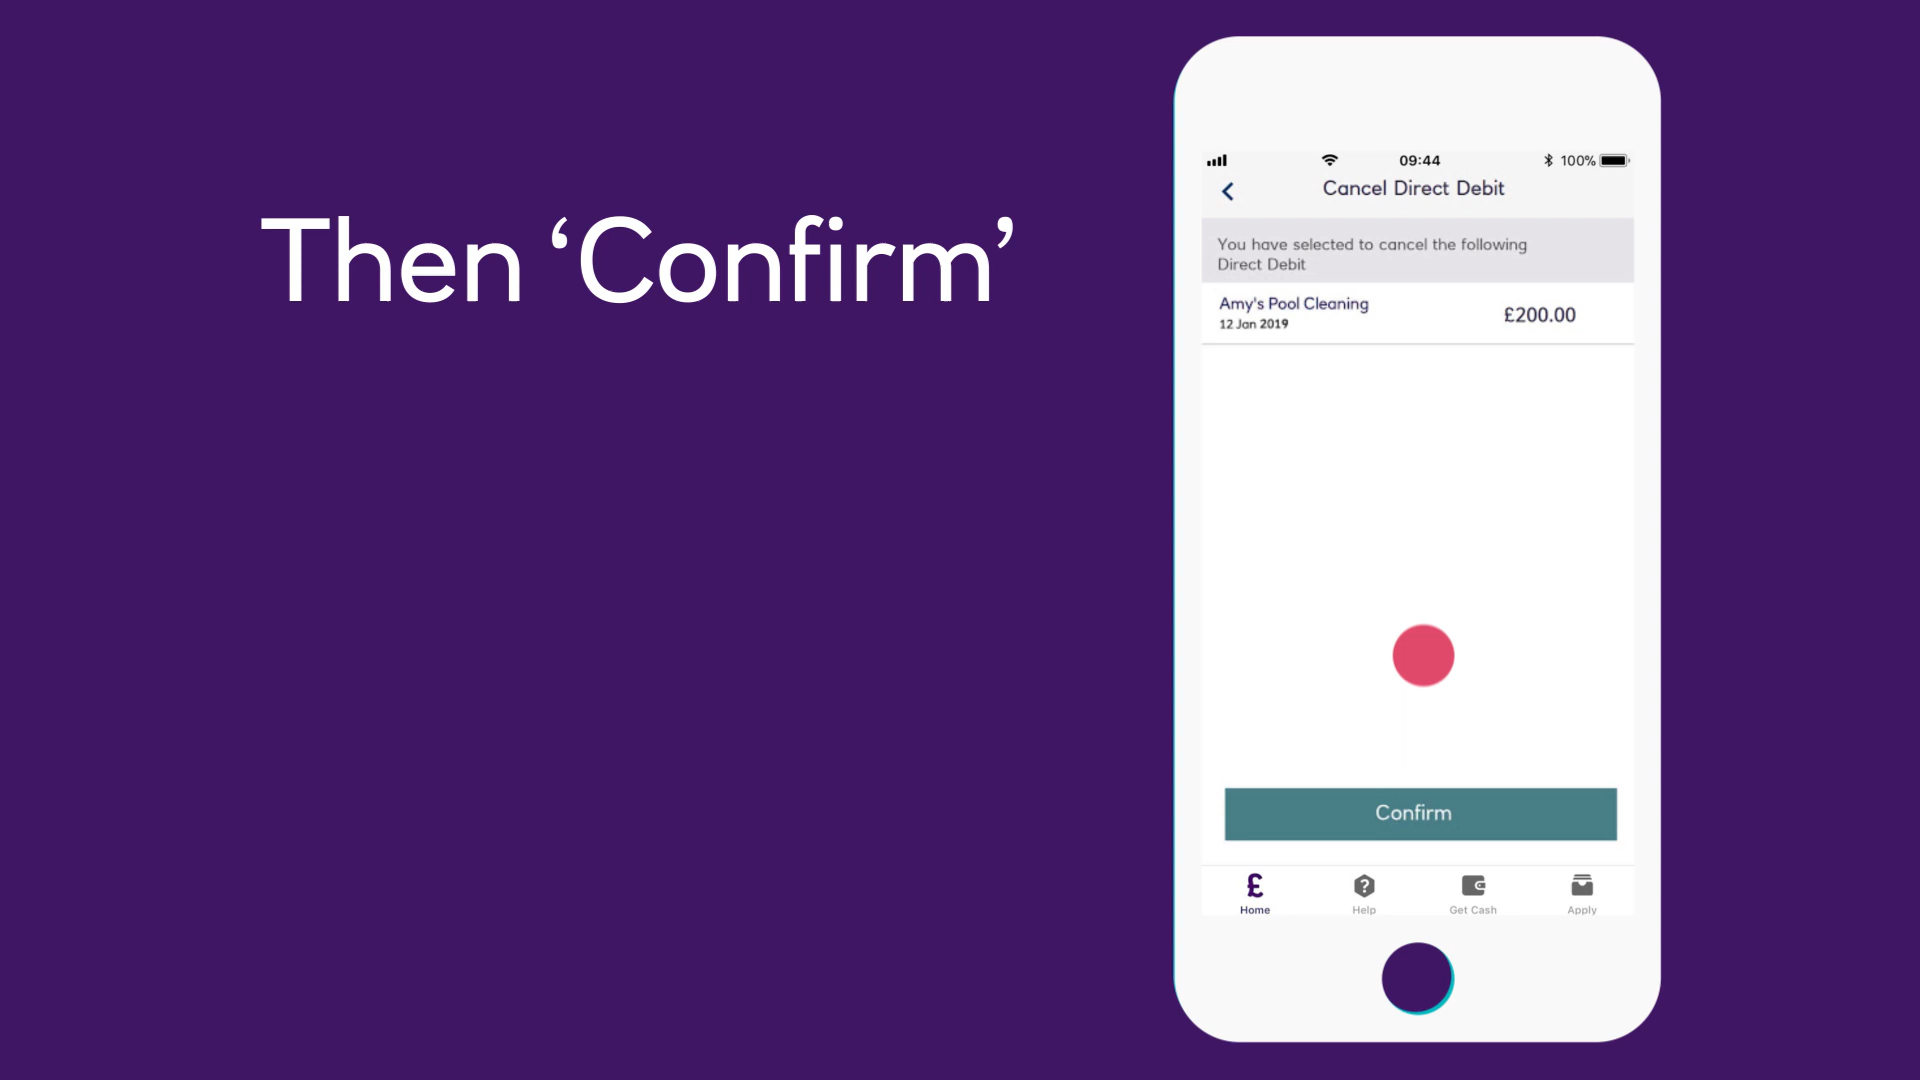 Then ‘Confirm’
09:44
100%
Cancel Direct Debit
You have selected to cancel the following
Direct Debit
Amy's Pool Cleaning
£200.00
12 Jan 2019
Confirm
£
?
Home
Help
Get Cash
Apply